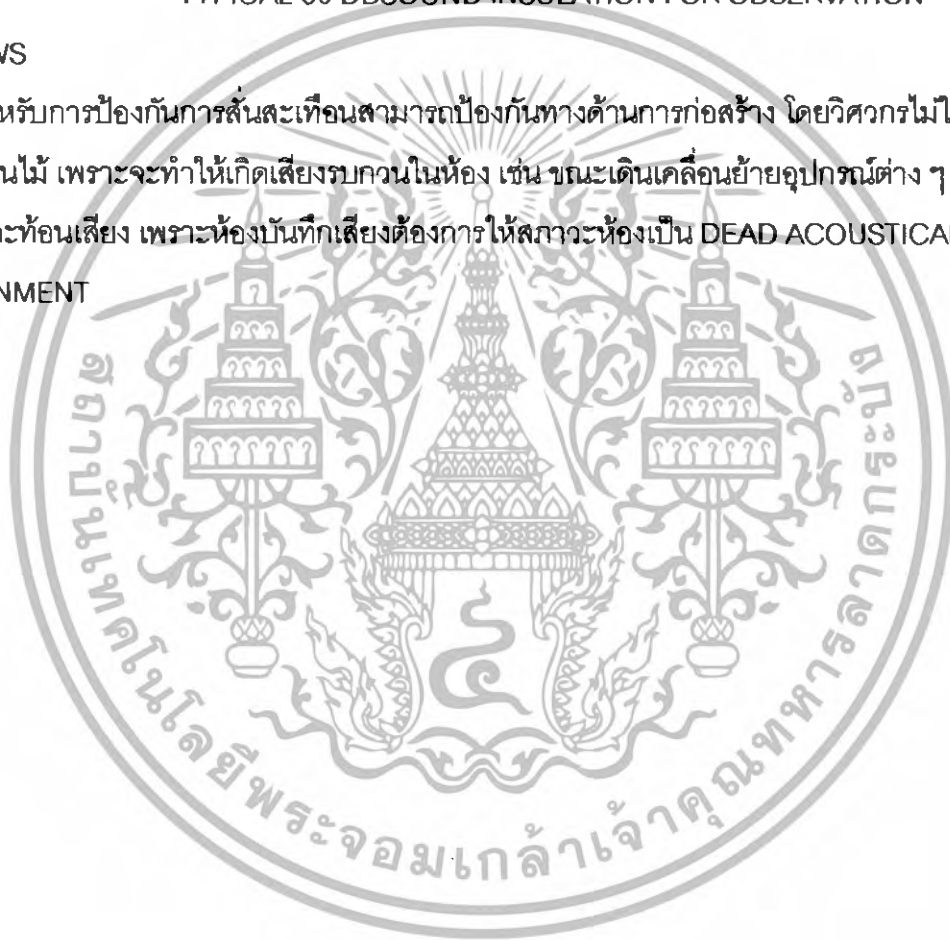 TYPICAL 50 DBSOUND INSULATION FOR OBSERVATION
WS
หรับการป้องกันการสั่นสะเทือนสามารถป้องกันทางด้านการก่อสร้าง โดยวิศวกรไม่ใ
นไม้ เพราะจะทำให้เกิดเสียงรบกวนในห้อง เช่น ขณะเดินเคลื่อนย้ายอุปกรณ์ต่าง ๆ
ะท้อนเสียง เพราะห้องบันทึกเสียงต้องการให้สภาวะห้องเป็น DEAD ACOUSTICA
NMENT
สถาบันเทคโนโลยีพระจอมเกล้าเจ้าคุณทหารลาดกระบัง